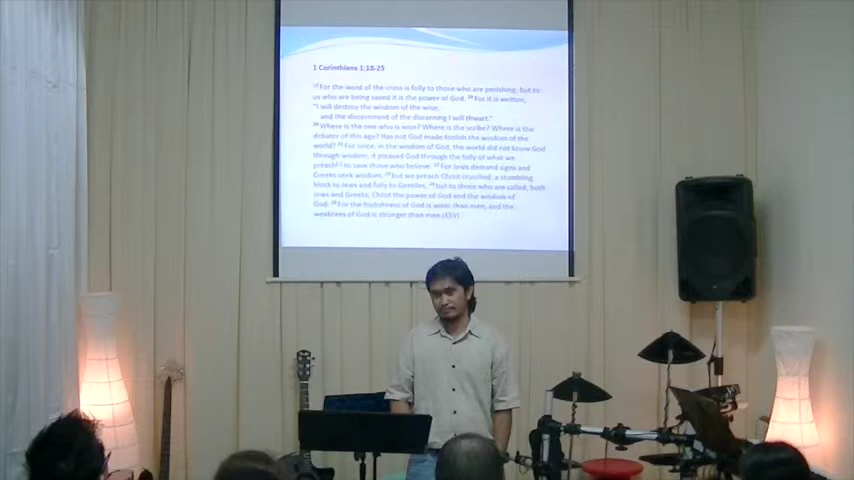 1 Corinthians 1:18-25
18 For the word of the cross is folly to those who are perishing, but to
us who are being saved it is the power of God. 19 For it is written,
"I will destroy the wisdom of the wise,
and the discernment of the discerning I will thwart."
20 Where is the one who is wise? Where is the scribe? Where is the
debater of this age? Has not God made foolish the wisdom of the
world? 21 For since, in the wisdom of God, the world did not know God
through wisdom, it pleased God through the folly of what we
preach to save those who believe. 22 For Jews demand signs and
Greeks seek wisdom, 23 but we preach Christ crucified, a stumbling
block to Jews and folly to Gentiles, 24 but to those who are called, both
Jews and Greeks, Christ the power of God and the wisdom of
God. 25 For the foolishness of God is wiser than men, and the
weakness of God is stronger than men.(ESV)